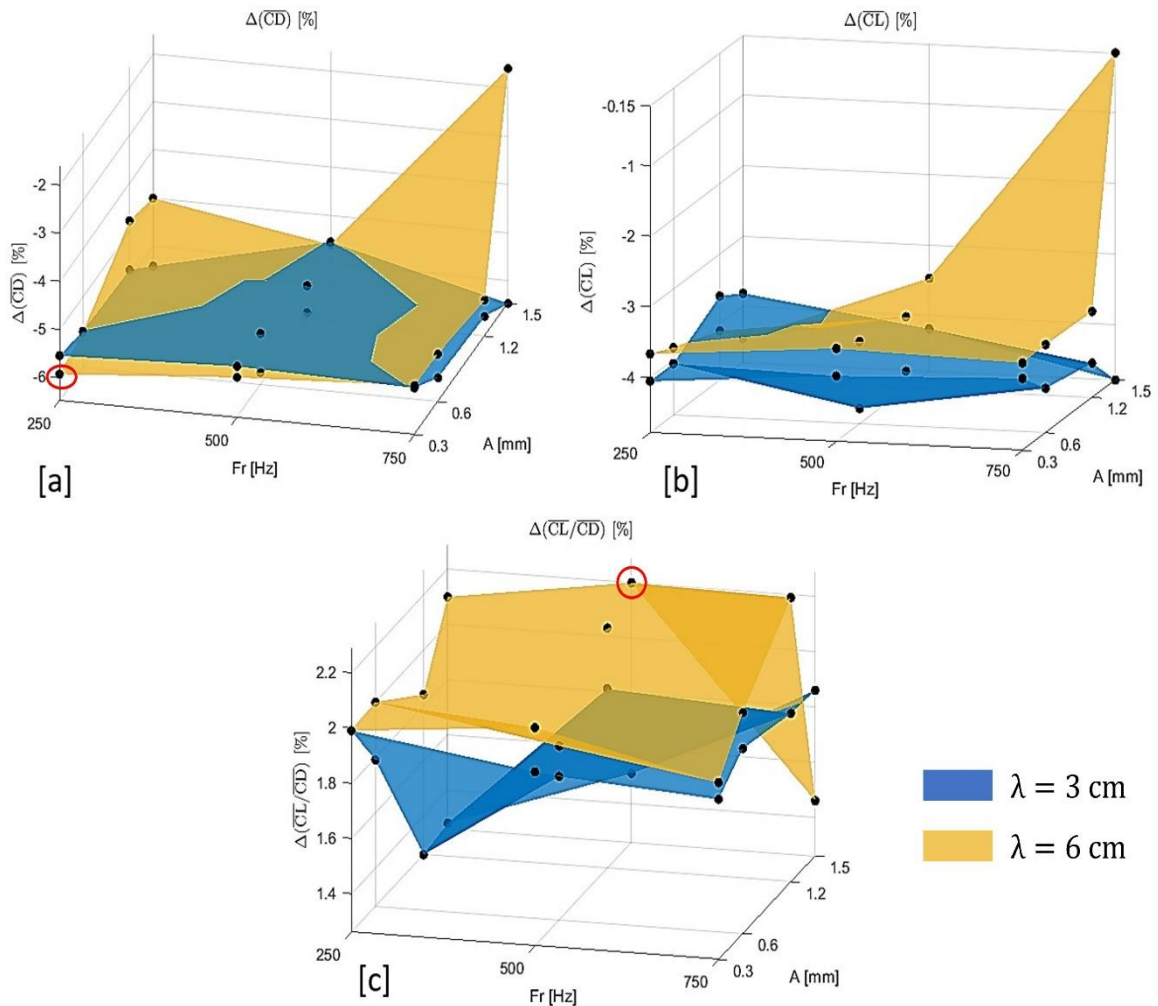 Δ(CD) [%]
Δ(CD) [%]
-2
-3
-4
-5
-6
250
500
750
Fr [Hz]
0.3
0.6
1.2
1.5
A [mm]
[a]
Δ(CL) [%]
Δ(CL) [%]
-0.15
-1
-2
-3
-4
250
500
750
Fr [Hz]
0.3
0.6
1.2
1.5
A [mm]
[b]
Δ(CL/CD) [%]
Δ(CL/CD) [%]
2.2
2
1.8
1.6
1.4
250
500
750
Fr [Hz]
0.3
0.6
1.2
1.5
A [mm]
[c]
λ = 3 cm
λ = 6 cm